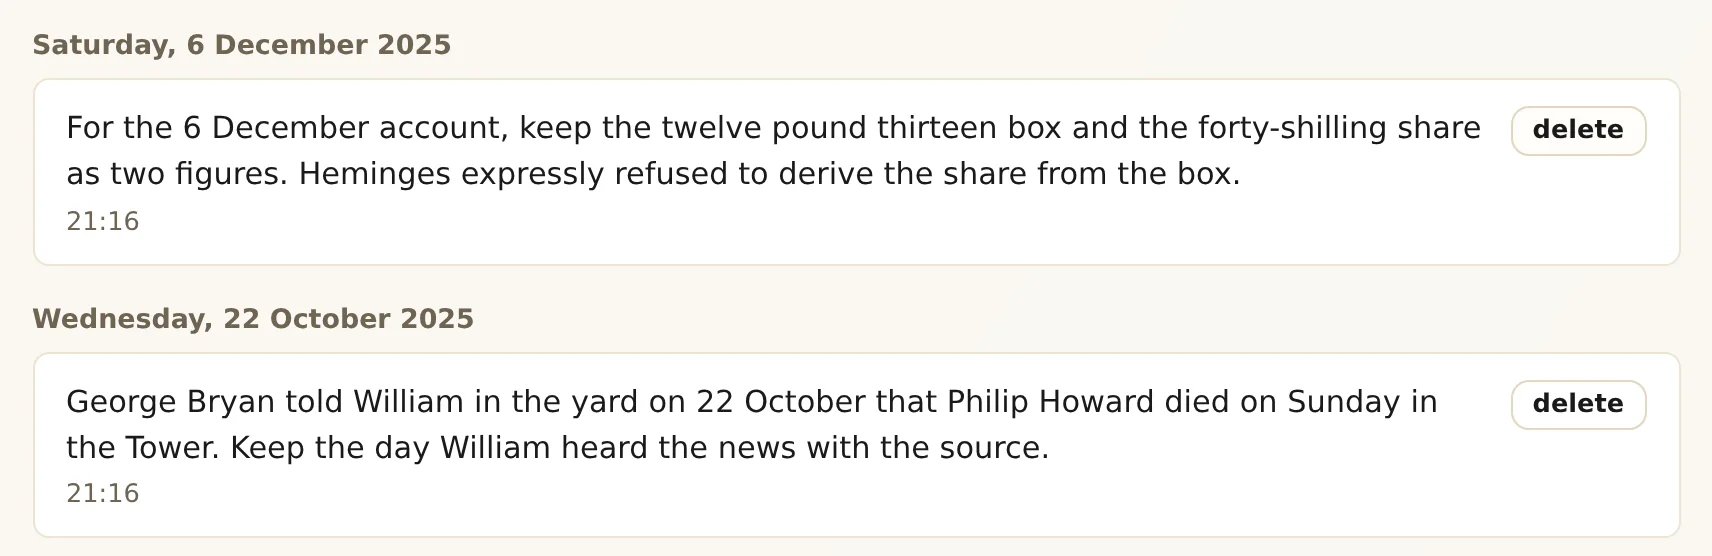 Saturday, 6 December 2025
For the 6 December account, keep the twelve pound thirteen box and the forty-shilling share
delete
as two figures. Heminges expressly refused to derive the share from the box.
21:16
Wednesday, 22 October 2025
George Bryan told William in the yard on 22 October that Philip Howard died on Sunday in
delete
the Tower. Keep the day William heard the news with the source.
21:16